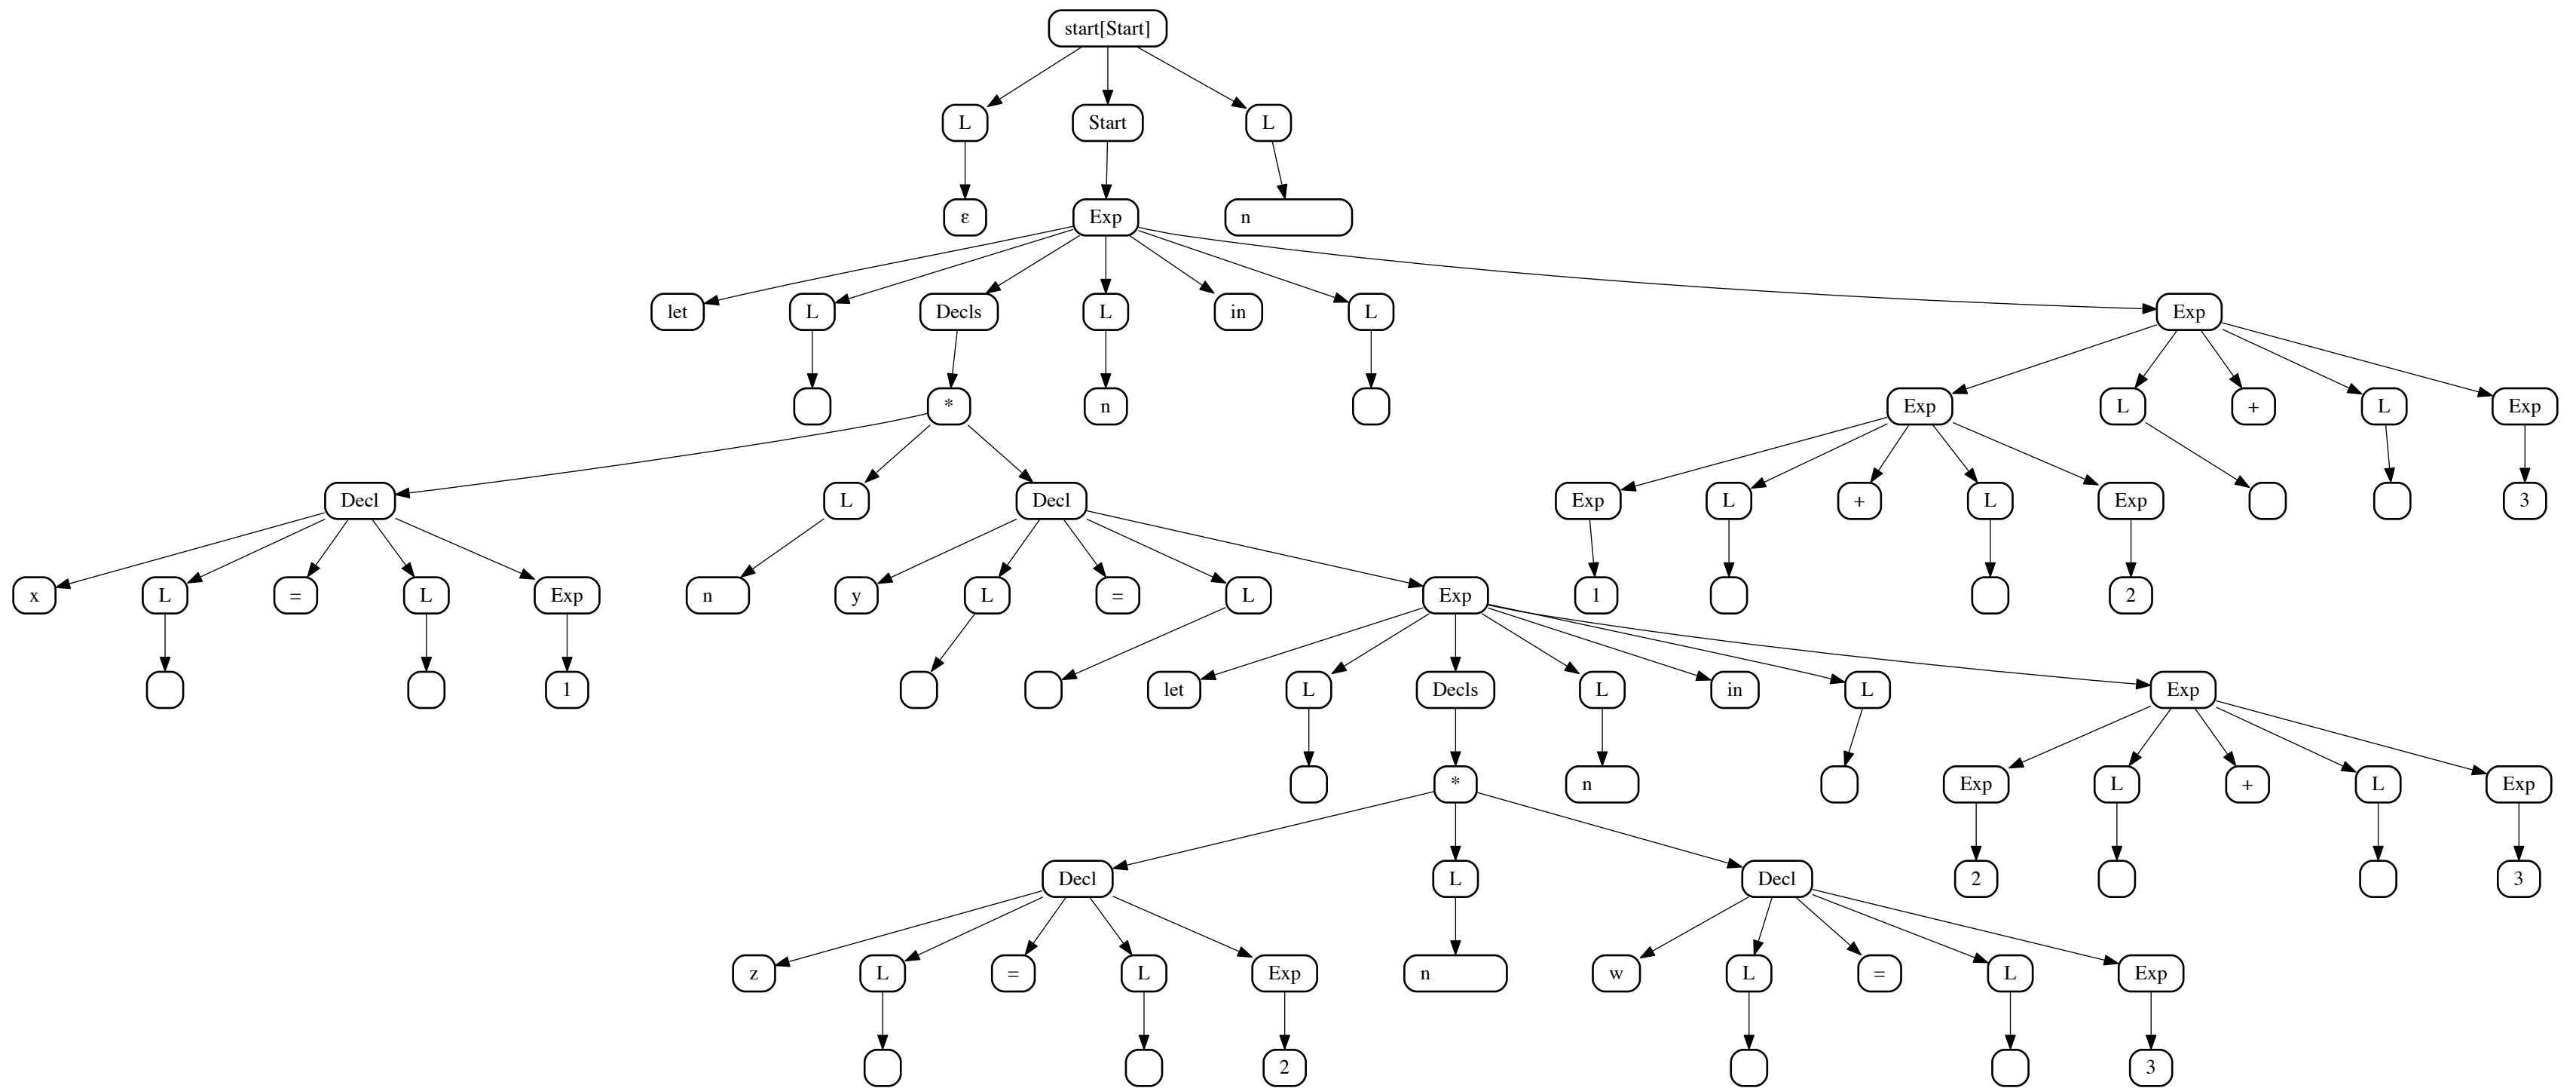 start[Start]
L Start L
ε Exp n
let L Decls L in L Exp
* n Exp L + L Exp
Decl L Decl Exp L + L Exp 3
x L = L Exp n y L = L Exp 1 2
1 let L Decls L in L Exp
* n Exp L + L Exp
Decl L Decl 2 3
z L = L Exp n w L = L Exp
2 3